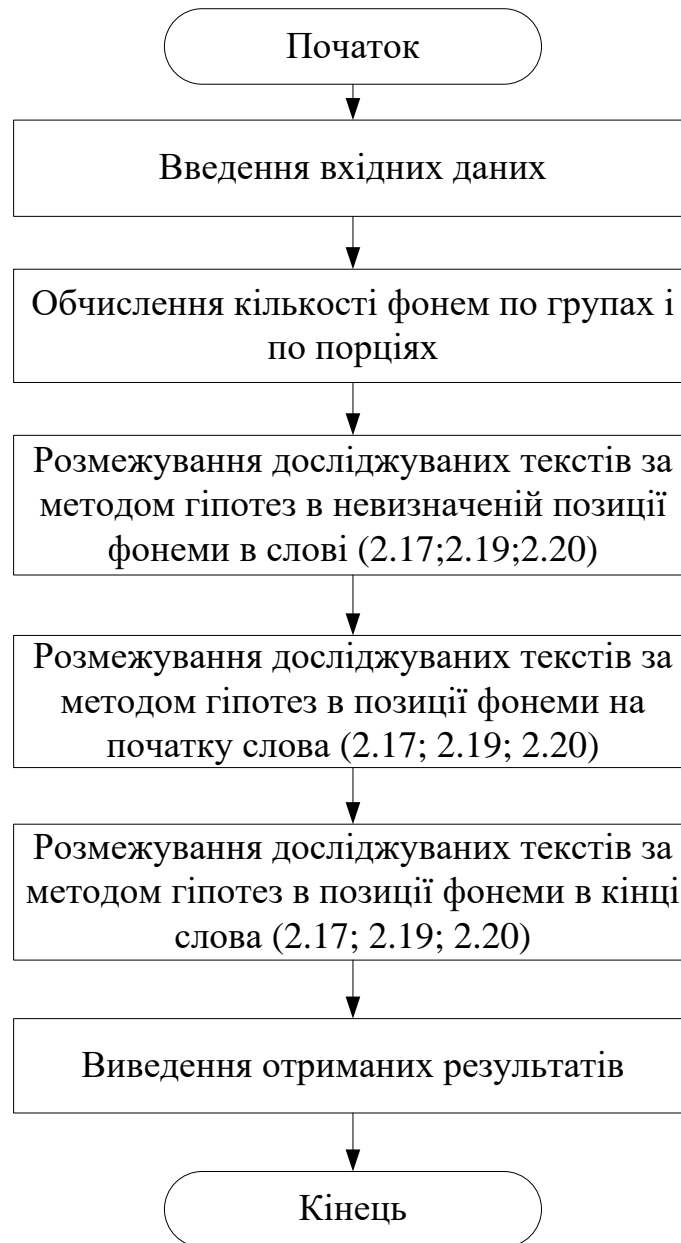 Початок
Введення вхідних даних
Обчислення кількості фонем по групах і
по порціях
Розмежування досліджуваних текстів за
методом гіпотез в невизначеній позиції
фонеми в слові (2.17;2.19;2.20)
Розмежування досліджуваних текстів за
методом гіпотез в позиції фонеми на
початку слова (2.17; 2.19; 2.20)
Розмежування досліджуваних текстів за
методом гіпотез в позиції фонеми в кінці
слова (2.17; 2.19; 2.20)
Виведення отриманих результатів
Кінець